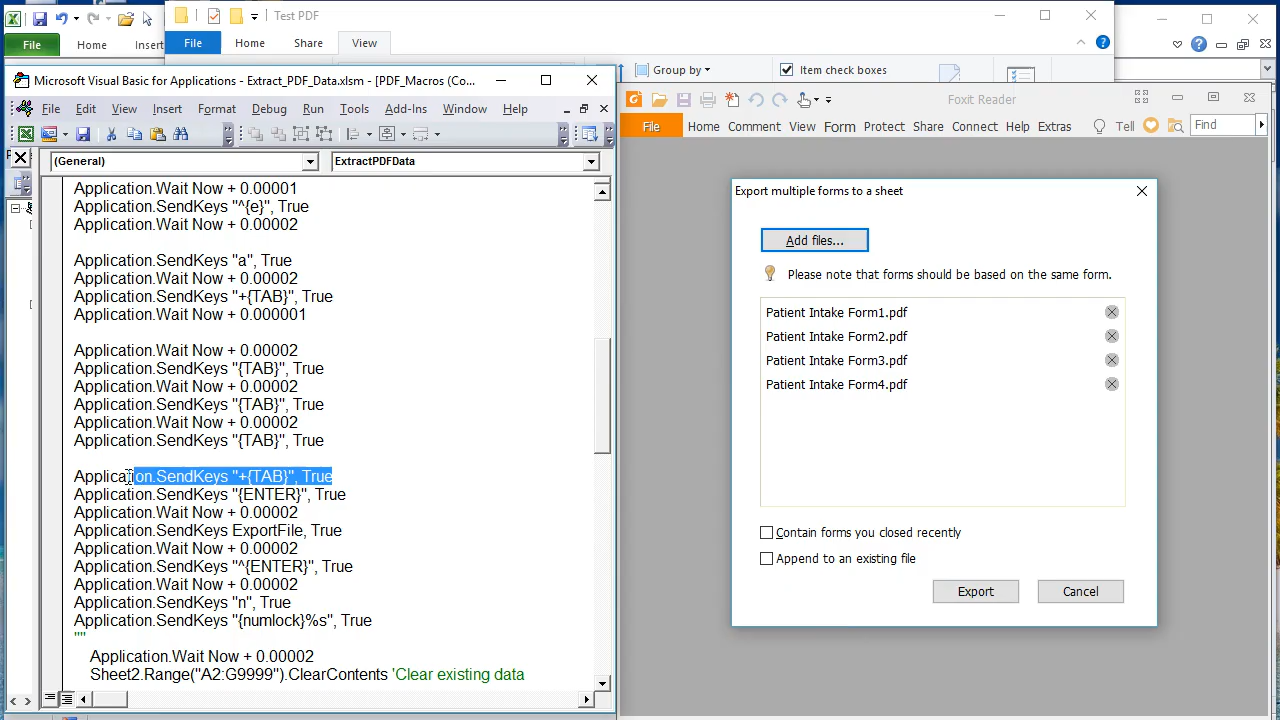 Test PDF
File
Home
Insert
File
Home
Share
View
Group by
Item check boxes
Microsoft Visual Basic for Applications - Extract_PDF_Data.xlsm - [PDF_Macros (Co...
File Edit View Insert Format Debug Run Tools Add-Ins Window Help
(General)
ExtractPDFData
Application.Wait Now + 0.00001
Application.SendKeys "^{e}", True
Application.Wait Now + 0.00002
Application.SendKeys "a", True
Application.Wait Now + 0.00002
Application.SendKeys "+{TAB}", True
Application.Wait Now + 0.000001
Application.Wait Now + 0.00002
Application.SendKeys "{TAB}", True
Application.Wait Now + 0.00002
Application.SendKeys "{TAB}", True
Application.Wait Now + 0.00002
Application.SendKeys "{TAB}", True
Application.SendKeys "+{TAB}", True
Application.SendKeys "{ENTER}", True
Application.Wait Now + 0.00002
Application.SendKeys ExportFile, True
Application.Wait Now + 0.00002
Application.SendKeys "^{ENTER}", True
Application.Wait Now + 0.00002
Application.SendKeys "n", True
Application.SendKeys "{numlock}%s", True
""
Application.Wait Now + 0.00002
Sheet2.Range("A2:G9999").ClearContents 'Clear existing data
Foxit Reader
File Home Comment View Form Protect Share Connect Help Extras Tell Find
Export multiple forms to a sheet
Add files...
Please note that forms should be based on the same form.
Patient Intake Form1.pdf
Patient Intake Form2.pdf
Patient Intake Form3.pdf
Patient Intake Form4.pdf
Contain forms you closed recently
Append to an existing file
Export
Cancel